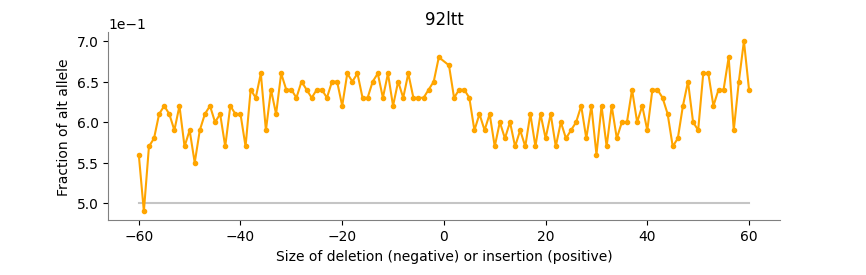 92ltt
1e−1
7.0
6.5
6.0
5.5
5.0
Fraction of alt allele
−60 −40 −20 0 20 40 60
Size of deletion (negative) or insertion (positive)